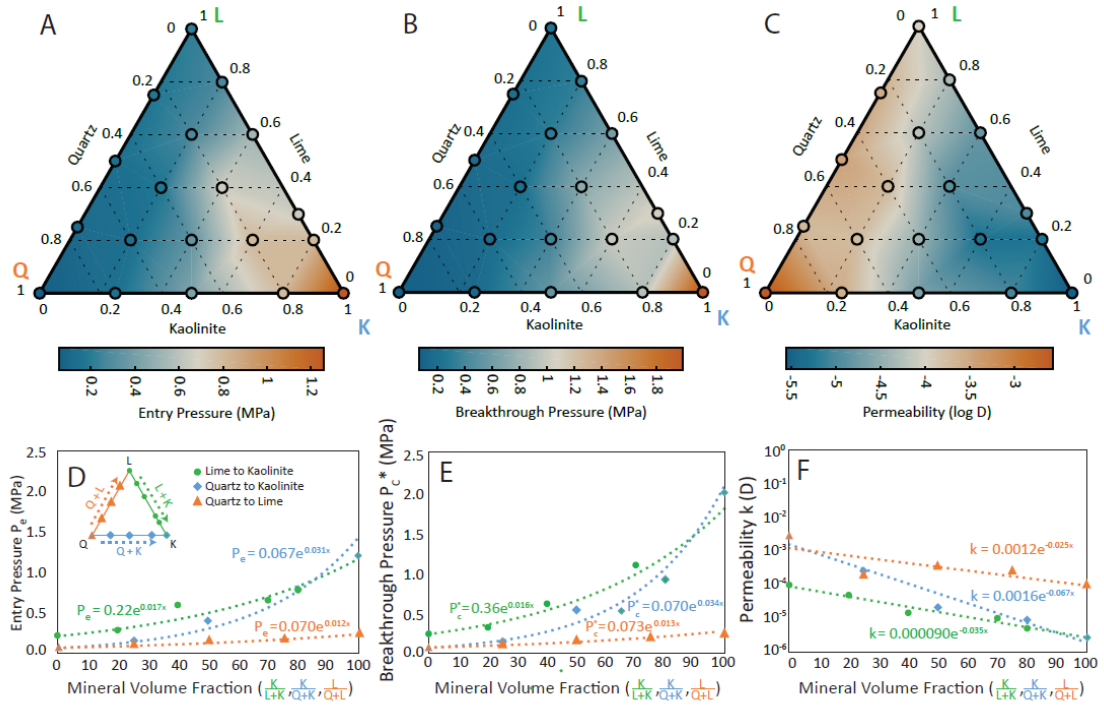 A
B
C
0 1 L
0 1 L
0 1 L
0.2 0.8
0.2 0.8
0.2 0.8
0.4 0.6
0.4 0.6
0.4 0.6
Quartz Lime
Quartz Lime
Quartz Lime
0.6 0.4
0.6 0.4
0.6 0.4
0.8 0.2
0.8 0.2
0.8 0.2
Q 0
Q 0
Q 0
1 0.2 0.4 0.6 0.8 1
1 0.2 0.4 0.6 0.8 1
1 0.2 0.4 0.6 0.8 1
Kaolinite K
Kaolinite K
Kaolinite K
0.2 0.4 0.6 0.8 1 1.2
Entry Pressure (MPa)
0.2 0.4 0.6 0.8 1 1.2 1.4 1.6 1.8
Breakthrough Pressure (MPa)
-5.5 -5 -4.5 -4 -3.5 -3
Permeability (log D)
D
Entry Pressure Pe (MPa)
2.5
2.0
1.5
1.0
0.5
0.0
L
Q+L
L+K
Q
Q+K
K
Lime to Kaolinite
Quartz to Kaolinite
Quartz to Lime
Pe = 0.067e^0.031x
Pe = 0.22e^0.017x
Pe = 0.070e^0.012x
0 10 20 30 40 50 60 70 80 90 100
Mineral Volume Fraction (K/L+K, K/Q+K, L/Q+L)
E
Breakthrough Pressure Pc* (MPa)
2.5
2.0
1.5
1.0
0.5
0.0
Pc* = 0.36e^0.016x
Pc* = 0.070e^0.034x
Pc* = 0.073e^0.013x
0 10 20 30 40 50 60 70 80 90 100
Mineral Volume Fraction (K/L+K, K/Q+K, L/Q+L)
F
Permeability k (D)
10^0
10^-1
10^-2
10^-3
10^-4
10^-5
10^-6
k = 0.0012e^-0.025x
k = 0.0016e^-0.067x
k = 0.000090e^-0.035x
0 20 40 60 80 100
Mineral Volume Fraction (K/L+K, K/Q+K, L/Q+L)